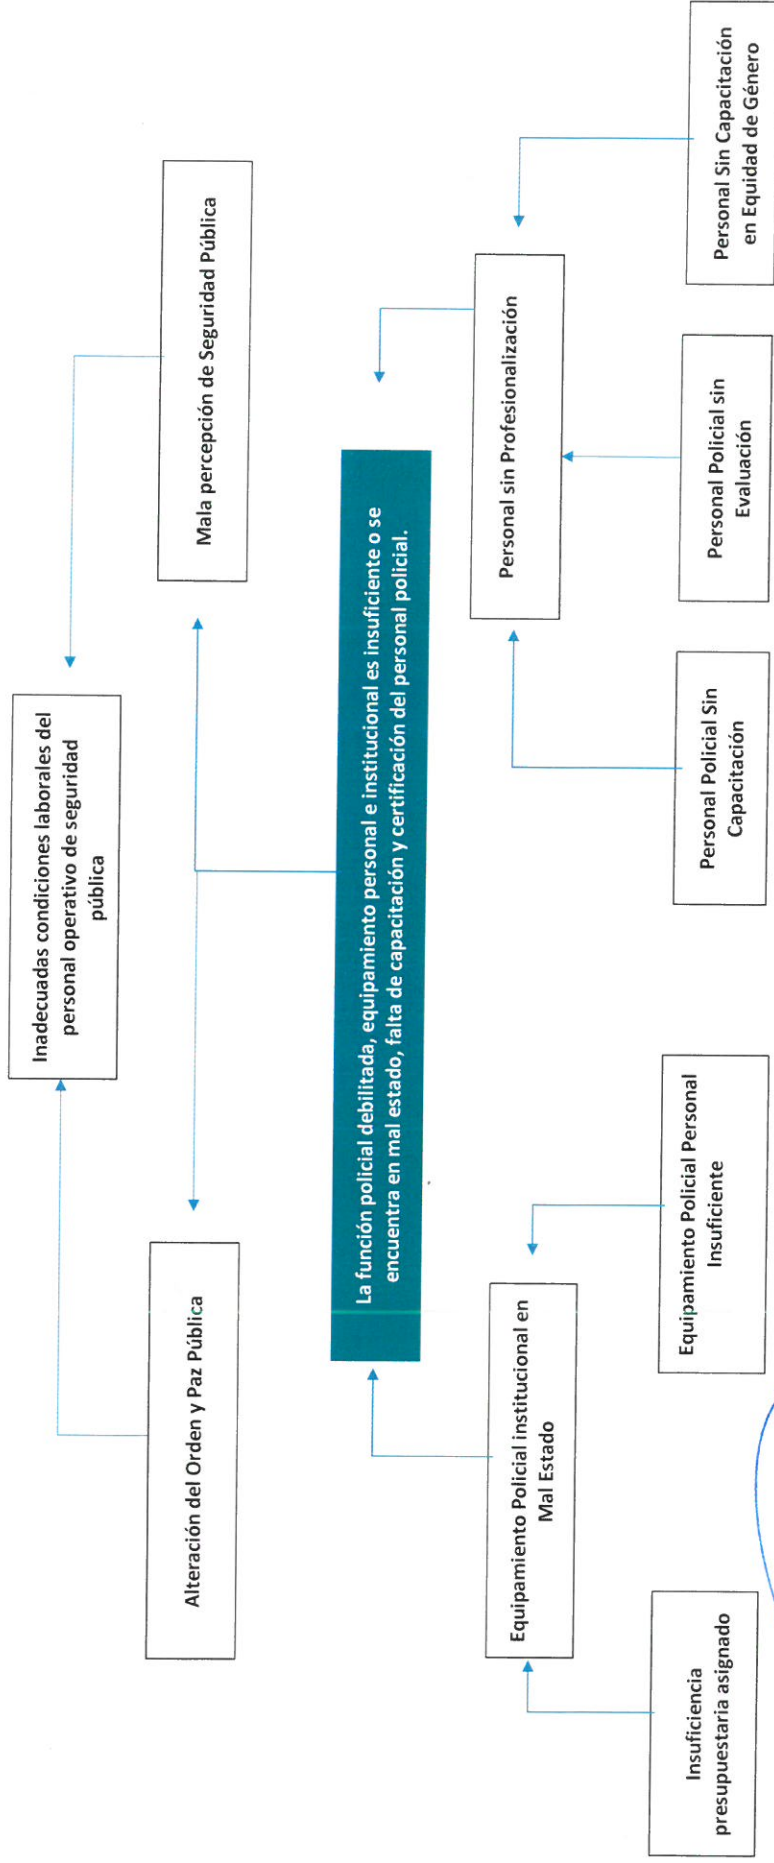 Inadecuadas condiciones laborales del
personal operativo de seguridad
pública
Alteración del Orden y Paz Pública
Mala percepción de Seguridad Pública
La función policial debilitada, equipamiento personal e institucional es insuficiente o se
encuentra en mal estado, falta de capacitación y certificación del personal policial.
Equipamiento Policial institucional en
Mal Estado
Personal sin Profesionalización
Insuficiencia
presupuestaria asignado
Equipamiento Policial Personal
Insuficiente
Personal Policial Sin
Capacitación
Personal Policial sin
Evaluación
Personal Sin Capacitación
en Equidad de Género